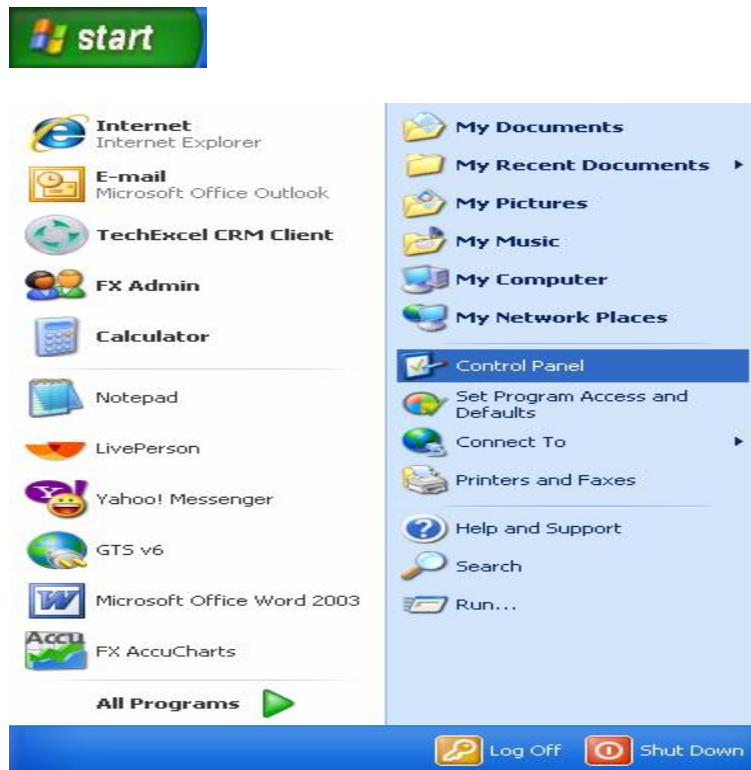 start
Internet
Internet Explorer
E-mail
Microsoft Office Outlook
TechExcel CRM Client
FX Admin
Calculator
Notepad
LivePerson
Yahoo! Messenger
GTS v6
Microsoft Office Word 2003
Accu
FX AccuCharts
All Programs
My Documents
My Recent Documents
My Pictures
My Music
My Computer
My Network Places
Control Panel
Set Program Access and
Defaults
Connect To
Printers and Faxes
Help and Support
Search
Run...
Log Off
Shut Down